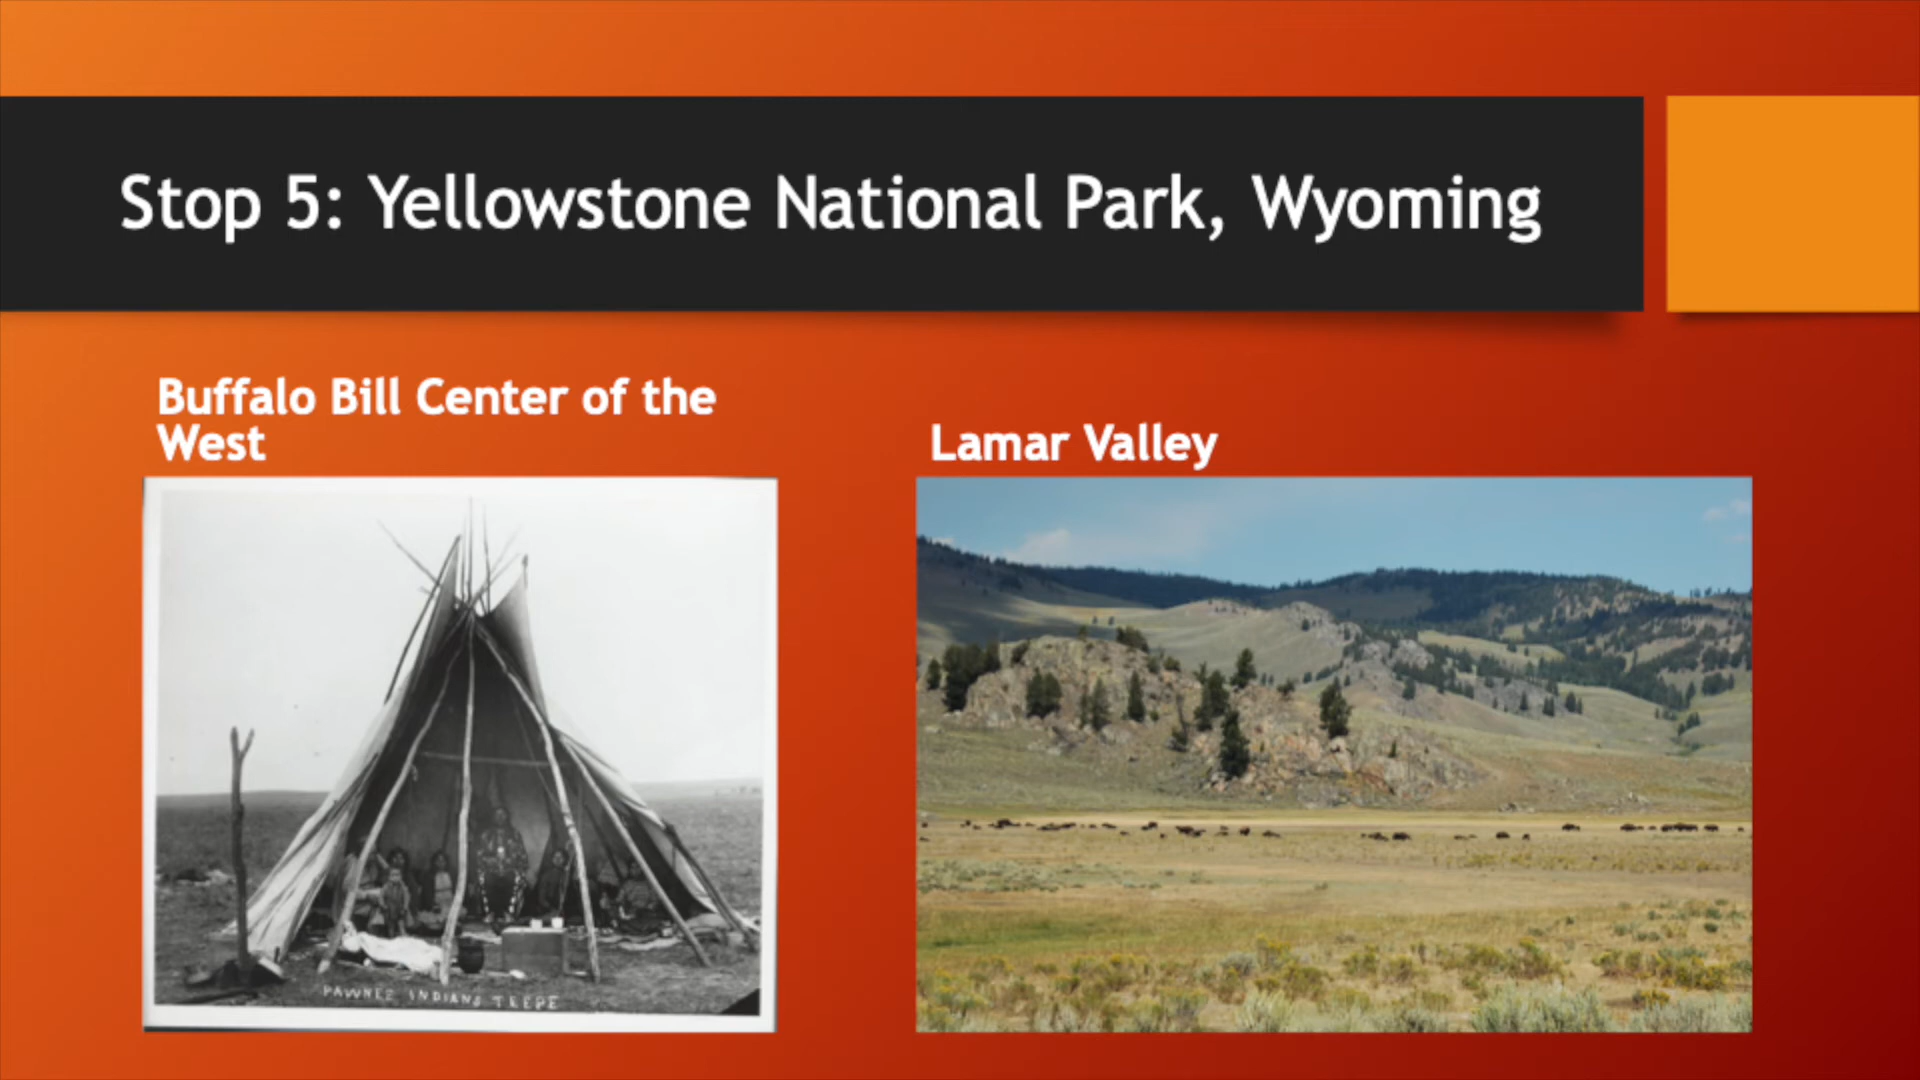 Stop 5: Yellowstone National Park, Wyoming
Buffalo Bill Center of the
West
Lamar Valley
PAWNEE INDIANS TEEPE